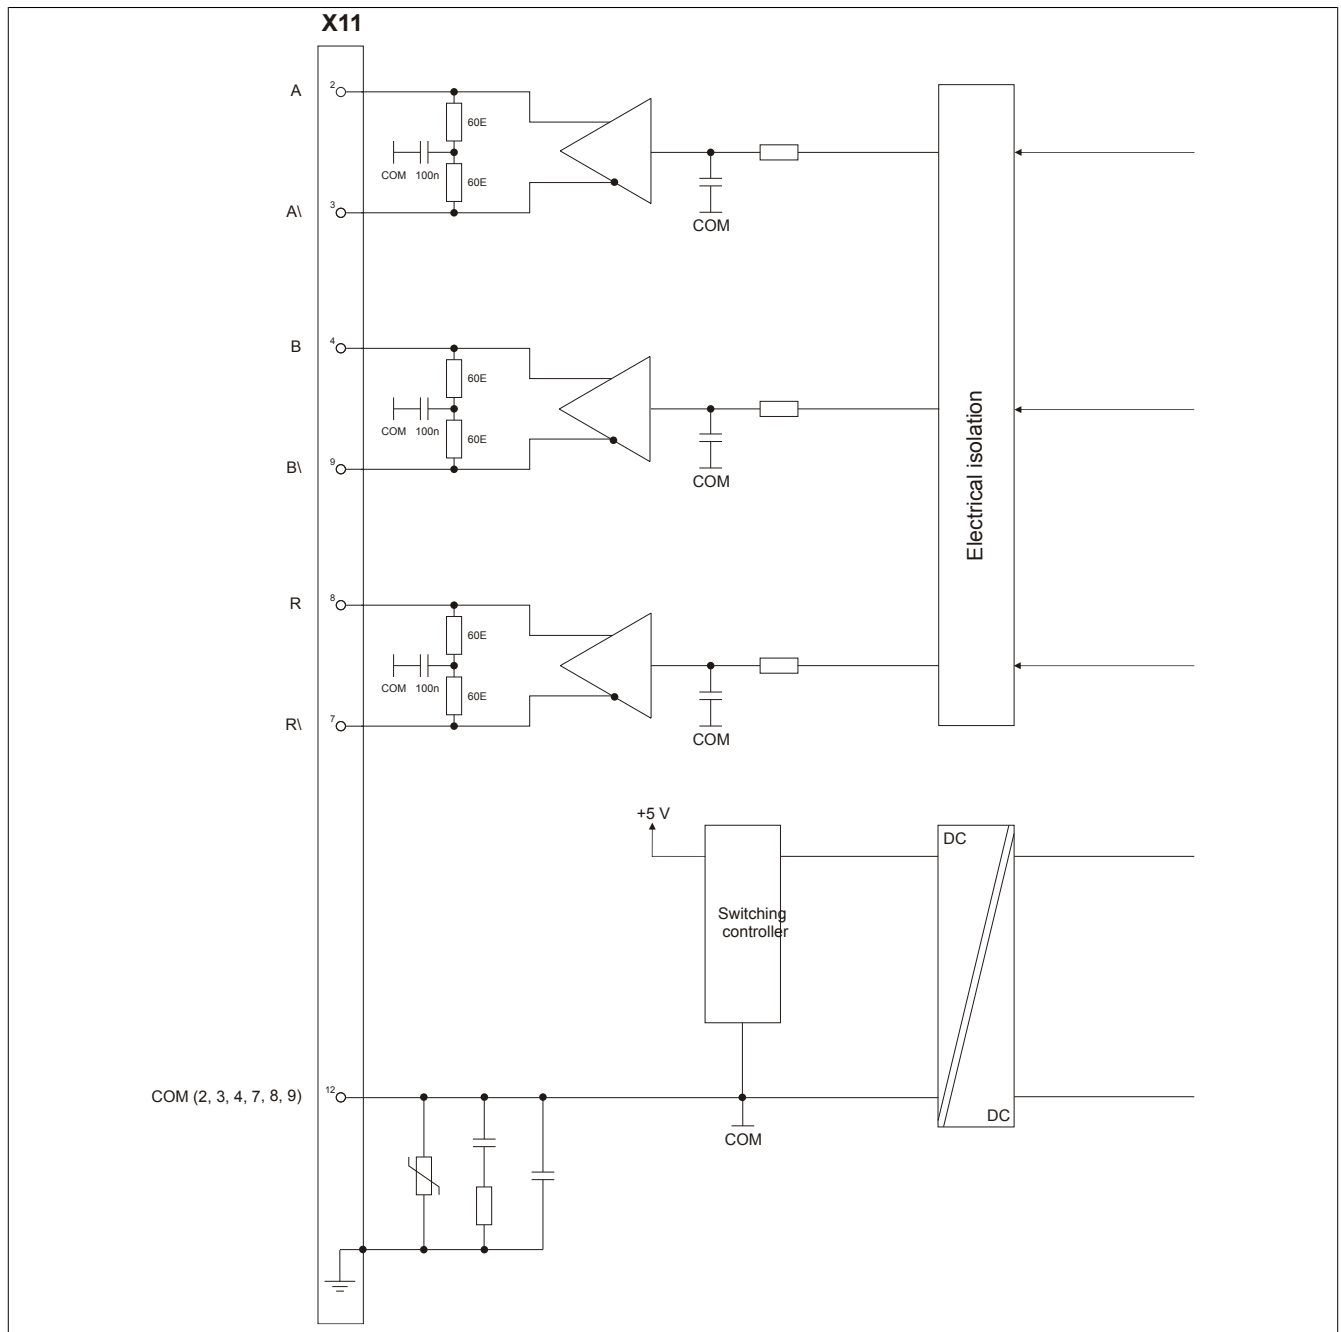 X11
A 2
60E
COM 100n
60E
A\ 3
COM
B 4
60E
COM 100n
60E
B\ 9
COM
Electrical isolation
R 8
60E
COM 100n
60E
R\ 7
COM
+5 V
DC
Switching
controller
COM (2, 3, 4, 7, 8, 9) 12
DC
COM